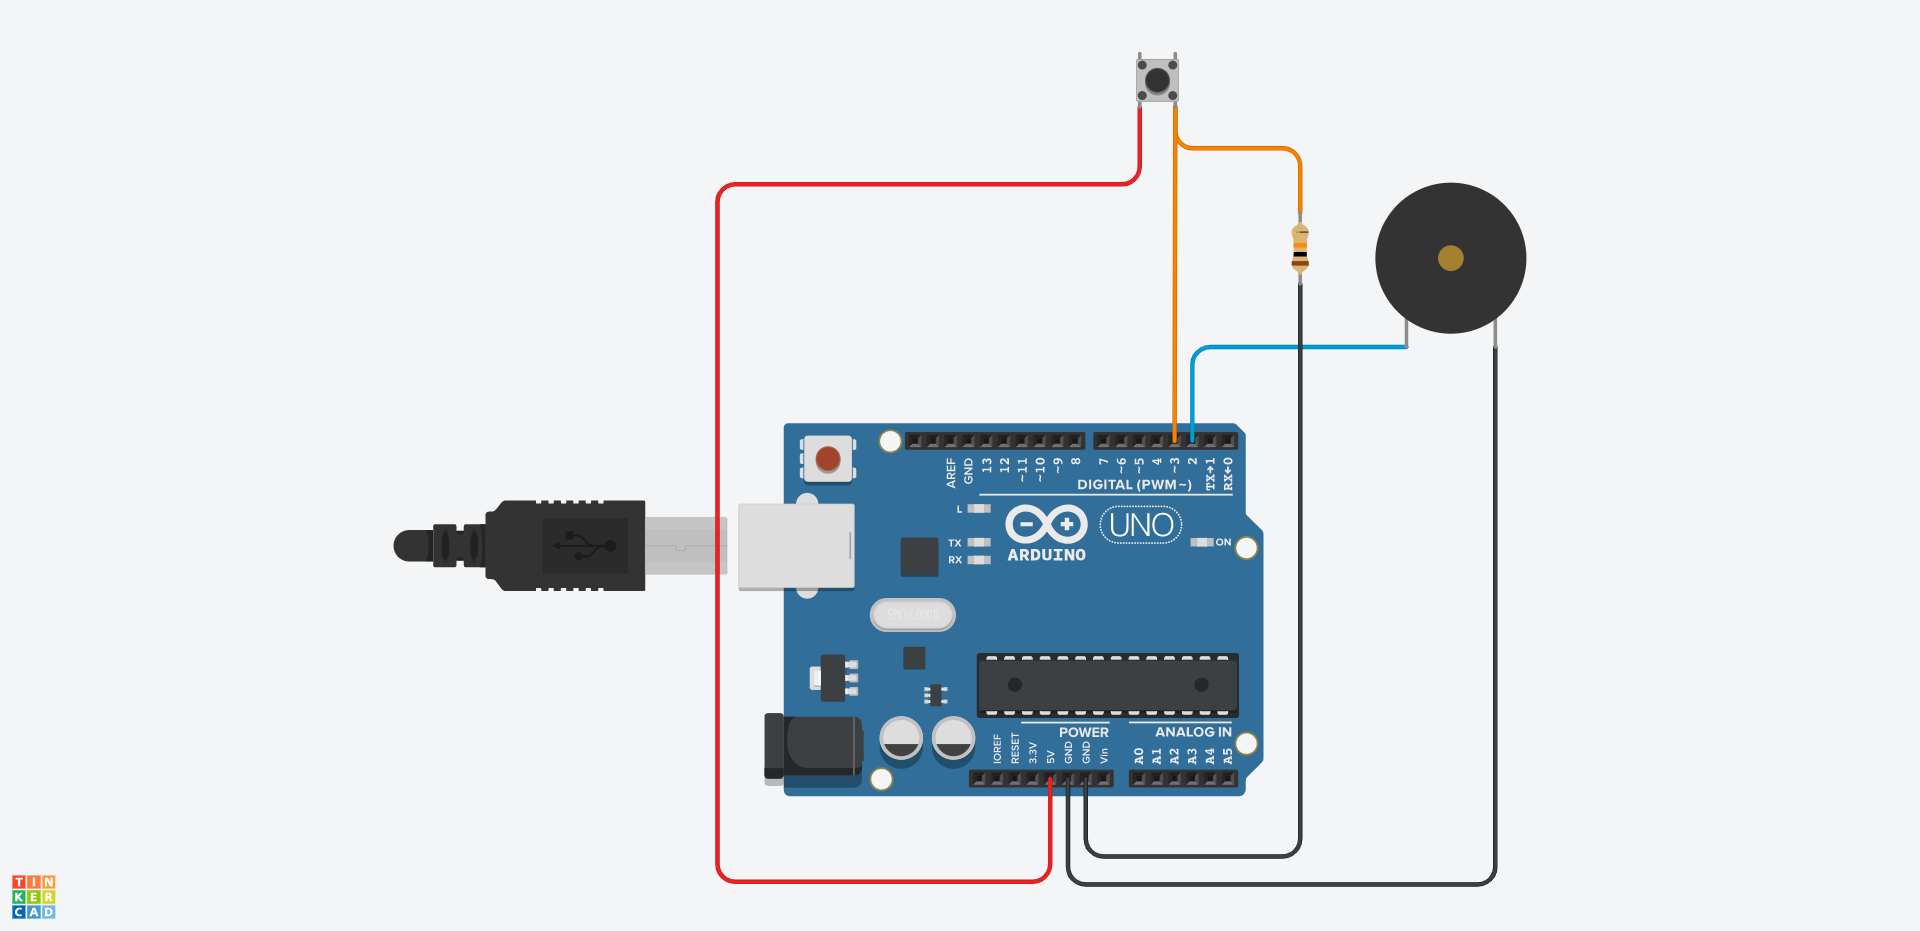 AREF
GND
13
12
~11
~10
~9
8
7
~6
~5
4
~3
2
TX→1
RX←0
DIGITAL (PWM~)
L
TX
RX
UNO
ARDUINO
ON
SPK16.000G
POWER
ANALOG IN
IOREF
RESET
3.3V
5V
GND
GND
Vin
A0
A1
A2
A3
A4
A5
TIN
KER
CAD